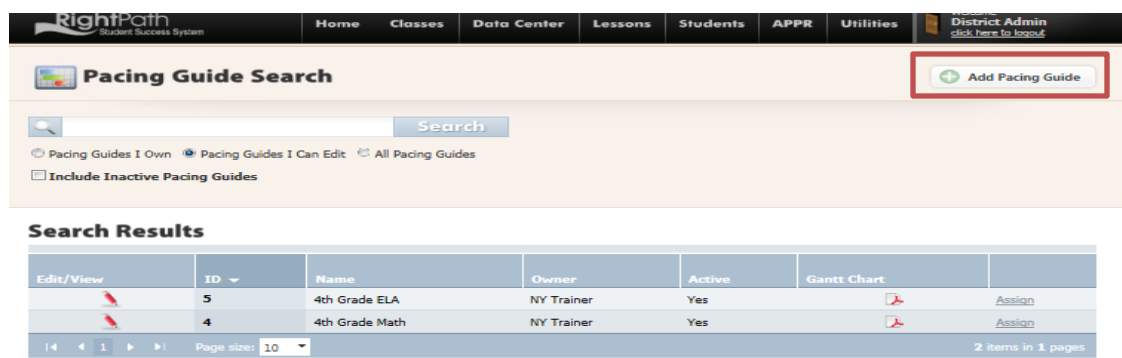 RightPath
Student Success System
Home Classes Data Center Lessons Students APPR Utilities
District Admin
click here to logout
Pacing Guide Search
Add Pacing Guide
Search
Pacing Guides I Own Pacing Guides I Can Edit All Pacing Guides
Include Inactive Pacing Guides
Search Results
Edit/View ID Name Owner Active Gantt Chart
5 4th Grade ELA NY Trainer Yes Assign
4 4th Grade Math NY Trainer Yes Assign
1 Page size: 10 2 items in 1 pages